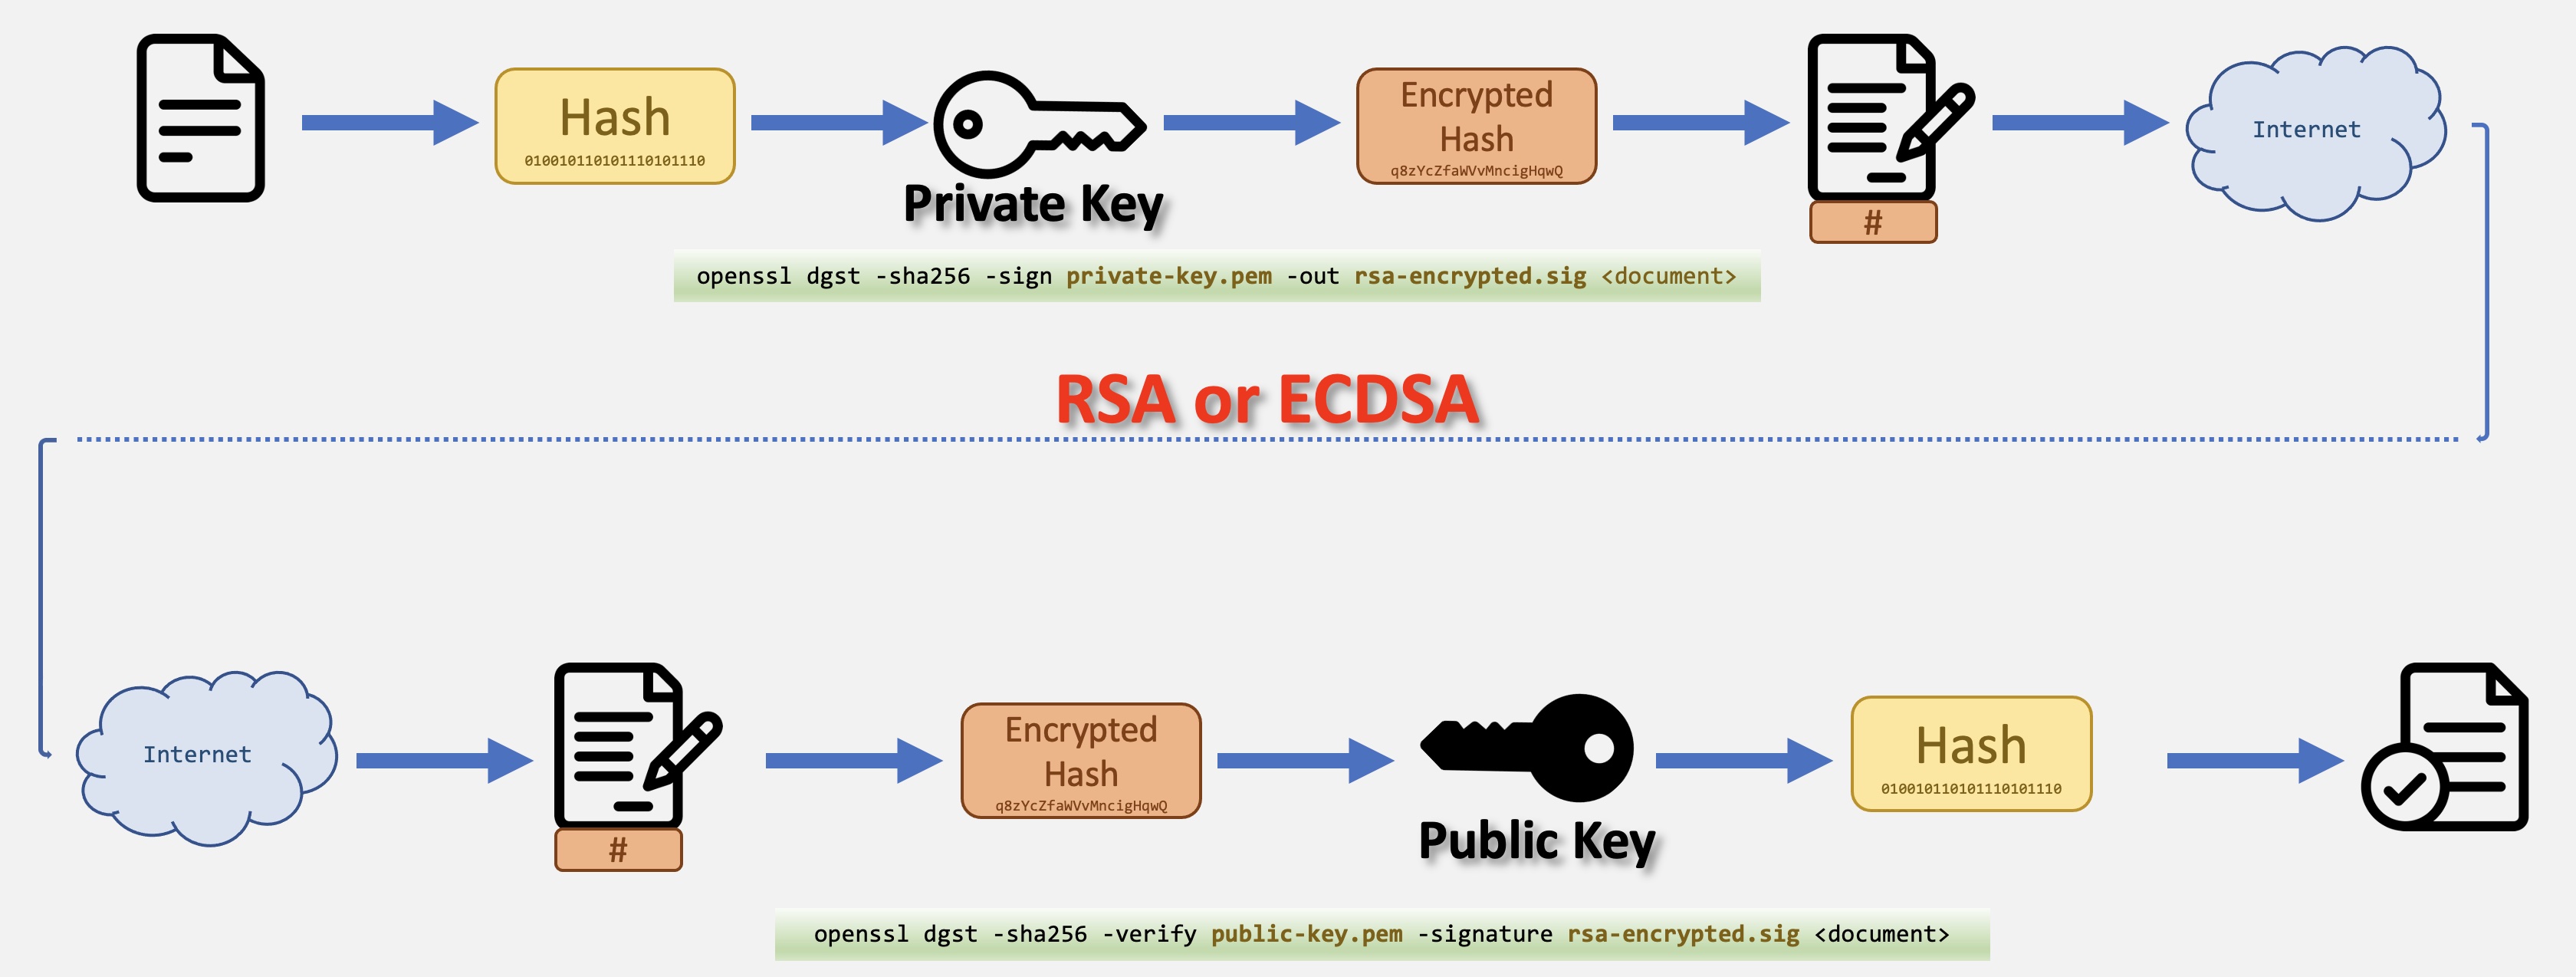 Hash
010010110101110101110
Private Key
Encrypted
Hash
q8zYcZfaWVvMncigHqwQ
#
Internet
openssl dgst -sha256 -sign private-key.pem -out rsa-encrypted.sig <document>
RSA or ECDSA
Internet
#
Encrypted
Hash
q8zYcZfaWVvMncigHqwQ
Public Key
Hash
010010110101110101110
openssl dgst -sha256 -verify public-key.pem -signature rsa-encrypted.sig <document>